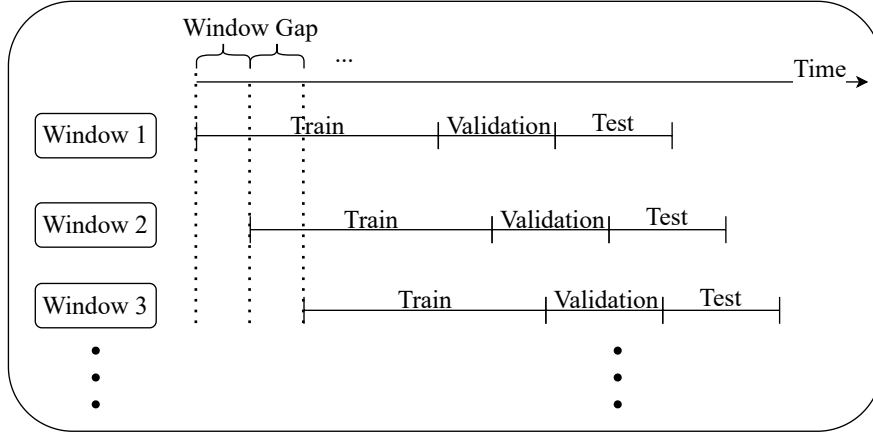 Window Gap
...
Time
Window 1 Train Validation Test
Window 2 Train Validation Test
Window 3 Train Validation Test